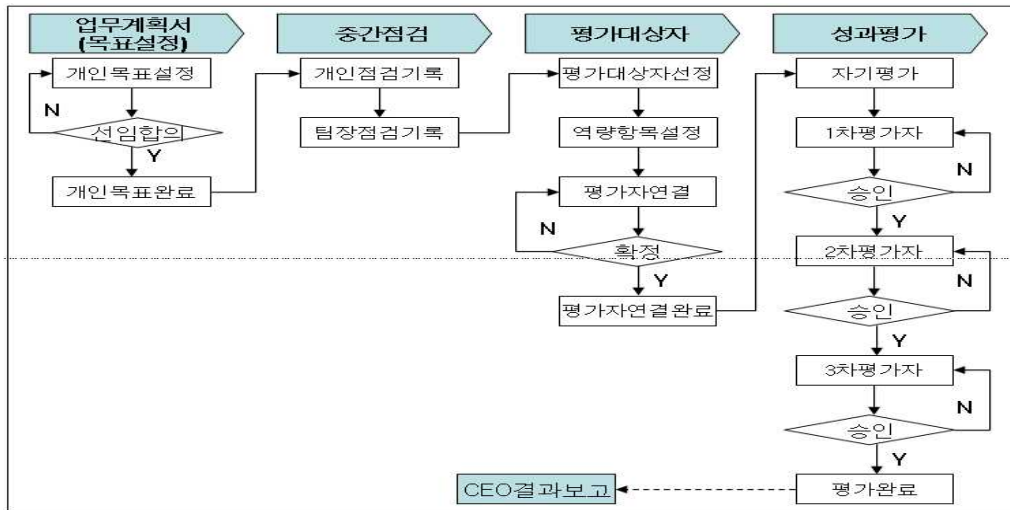 업무계획서
(목표설정)
개인목표설정
N
선임합의
Y
개인목표완료
중간점검
개인점검기록
팀장점검기록
평가대상자
평가대상자선정
역량항목설정
평가자연결
N
확정
Y
평가자연결완료
성과평가
자기평가
1차평가자
N
승인
Y
2차평가자
N
승인
Y
3차평가자
N
승인
Y
평가완료
CEO결과보고